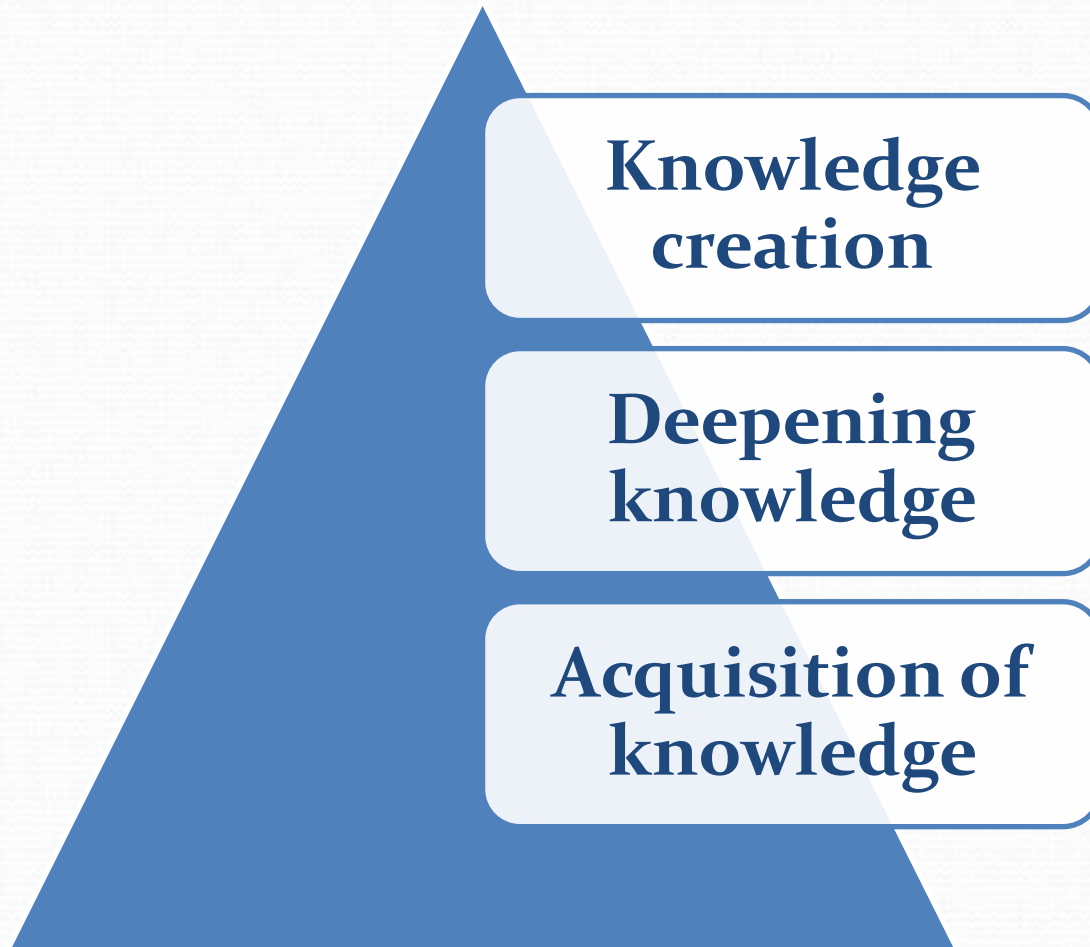 Knowledge
creation
Deepening
knowledge
Acquisition of
knowledge